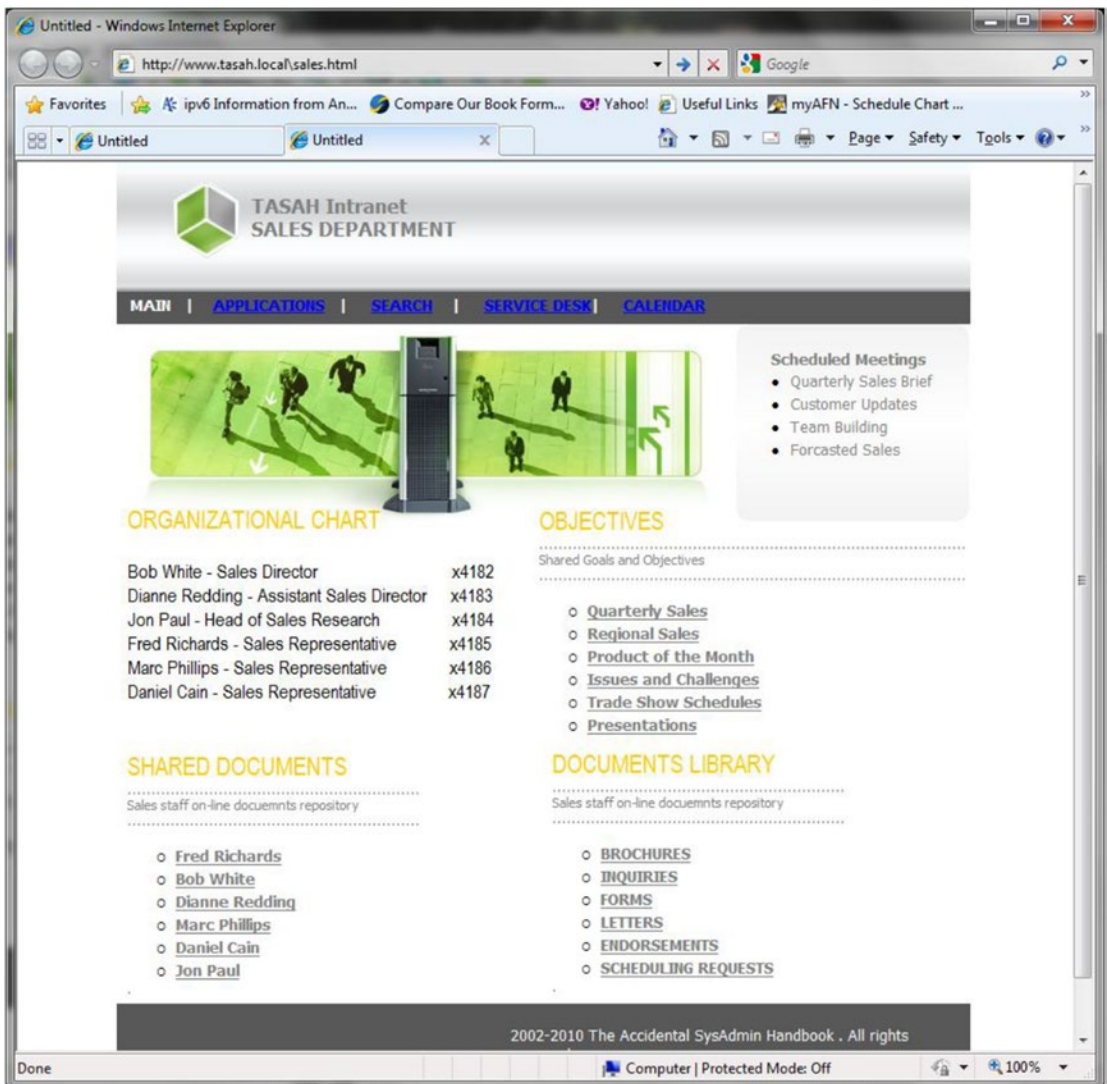 Untitled - Windows Internet Explorer
http://www.tasah.local\sales.html
Google
Favorites
ipv6 Information from An...
Compare Our Book Form...
Yahoo!
Useful Links
myAFN - Schedule Chart ...
Untitled
Untitled
Page
Safety
Tools
TASAH Intranet
SALES DEPARTMENT
MAIN | APPLICATIONS | SEARCH | SERVICE DESK| CALENDAR
Scheduled Meetings
Quarterly Sales Brief
Customer Updates
Team Building
Forcasted Sales
ORGANIZATIONAL CHART
Bob White - Sales Director x4182
Dianne Redding - Assistant Sales Director x4183
Jon Paul - Head of Sales Research x4184
Fred Richards - Sales Representative x4185
Marc Phillips - Sales Representative x4186
Daniel Cain - Sales Representative x4187
OBJECTIVES
Shared Goals and Objectives
Quarterly Sales
Regional Sales
Product of the Month
Issues and Challenges
Trade Show Schedules
Presentations
SHARED DOCUMENTS
Sales staff on-line docuemnts repository
Fred Richards
Bob White
Dianne Redding
Marc Phillips
Daniel Cain
Jon Paul
DOCUMENTS LIBRARY
Sales staff on-line docuemnts repository
BROCHURES
INQUIRIES
FORMS
LETTERS
ENDORSEMENTS
SCHEDULING REQUESTS
2002-2010 The Accidental SysAdmin Handbook . All rights
Done
Computer | Protected Mode: Off
100%